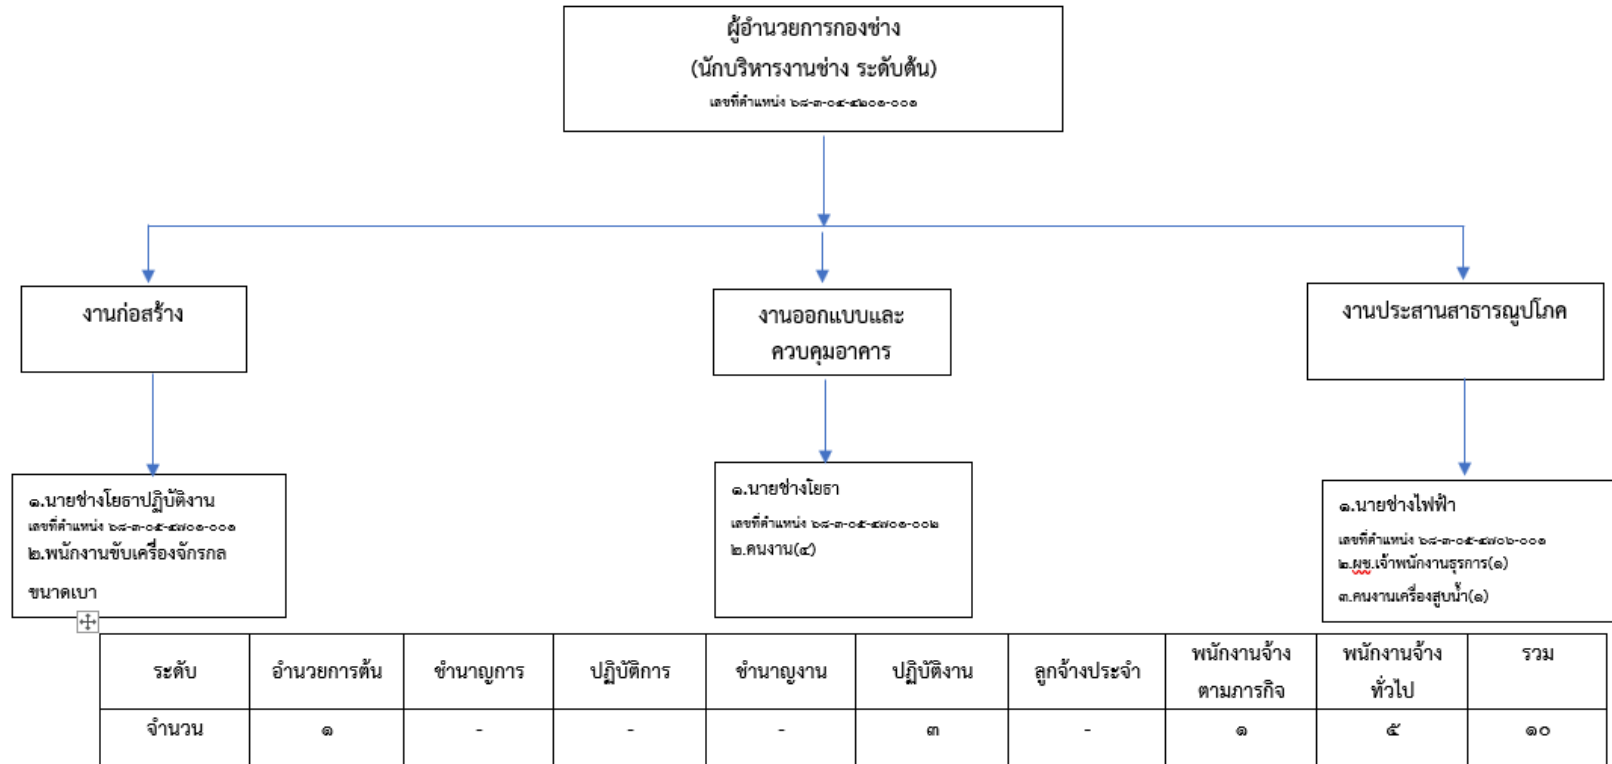 ผู้อำนวยการกองช่าง
(นักบริหารงานช่าง ระดับต้น)
เลขที่ตำแหน่ง ๖๘-๓-๐๕-๔๒๐๑-๐๐๑
งานก่อสร้าง
งานออกแบบและ
ควบคุมอาคาร
งานประสานสาธารณูปโภค
๑.นายช่างโยธาปฏิบัติงาน
เลขที่ตำแหน่ง ๖๘-๓-๐๕-๔๗๐๑-๐๐๑
๒.พนักงานขับเครื่องจักรกล
ขนาดเบา
๑.นายช่างโยธา
เลขที่ตำแหน่ง ๖๘-๓-๐๕-๔๗๐๑-๐๐๒
๒.คนงาน(๔)
๑.นายช่างไฟฟ้า
เลขที่ตำแหน่ง ๖๘-๓-๐๕-๔๗๐๖-๐๐๑
๒.ผช.เจ้าพนักงานธุรการ(๑)
๓.คนงานเครื่องสูบน้ำ(๑)
ระดับ อำนวยการต้น ชำนาญการ ปฏิบัติการ ชำนาญงาน ปฏิบัติงาน ลูกจ้างประจำ พนักงานจ้างตามภารกิจ พนักงานจ้างทั่วไป รวม
จำนวน ๑ - - - ๓ - ๑ ๕ ๑๐